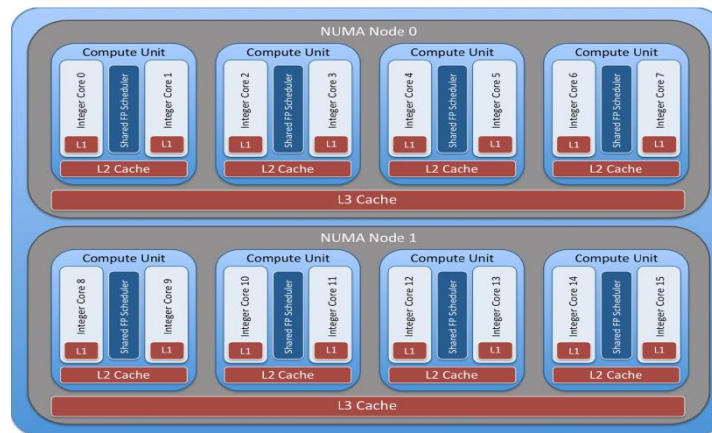 NUMA Node 0
Compute Unit Compute Unit Compute Unit Compute Unit
Integer Core 0 Shared FP Scheduler Integer Core 1 Integer Core 2 Shared FP Scheduler Integer Core 3 Integer Core 4 Shared FP Scheduler Integer Core 5 Integer Core 6 Shared FP Scheduler Integer Core 7
L1 L1 L1 L1 L1 L1 L1 L1
L2 Cache L2 Cache L2 Cache L2 Cache
L3 Cache
NUMA Node 1
Compute Unit Compute Unit Compute Unit Compute Unit
Integer Core 8 Shared FP Scheduler Integer Core 9 Integer Core 10 Shared FP Scheduler Integer Core 11 Integer Core 12 Shared FP Scheduler Integer Core 13 Integer Core 14 Shared FP Scheduler Integer Core 15
L1 L1 L1 L1 L1 L1 L1 L1
L2 Cache L2 Cache L2 Cache L2 Cache
L3 Cache